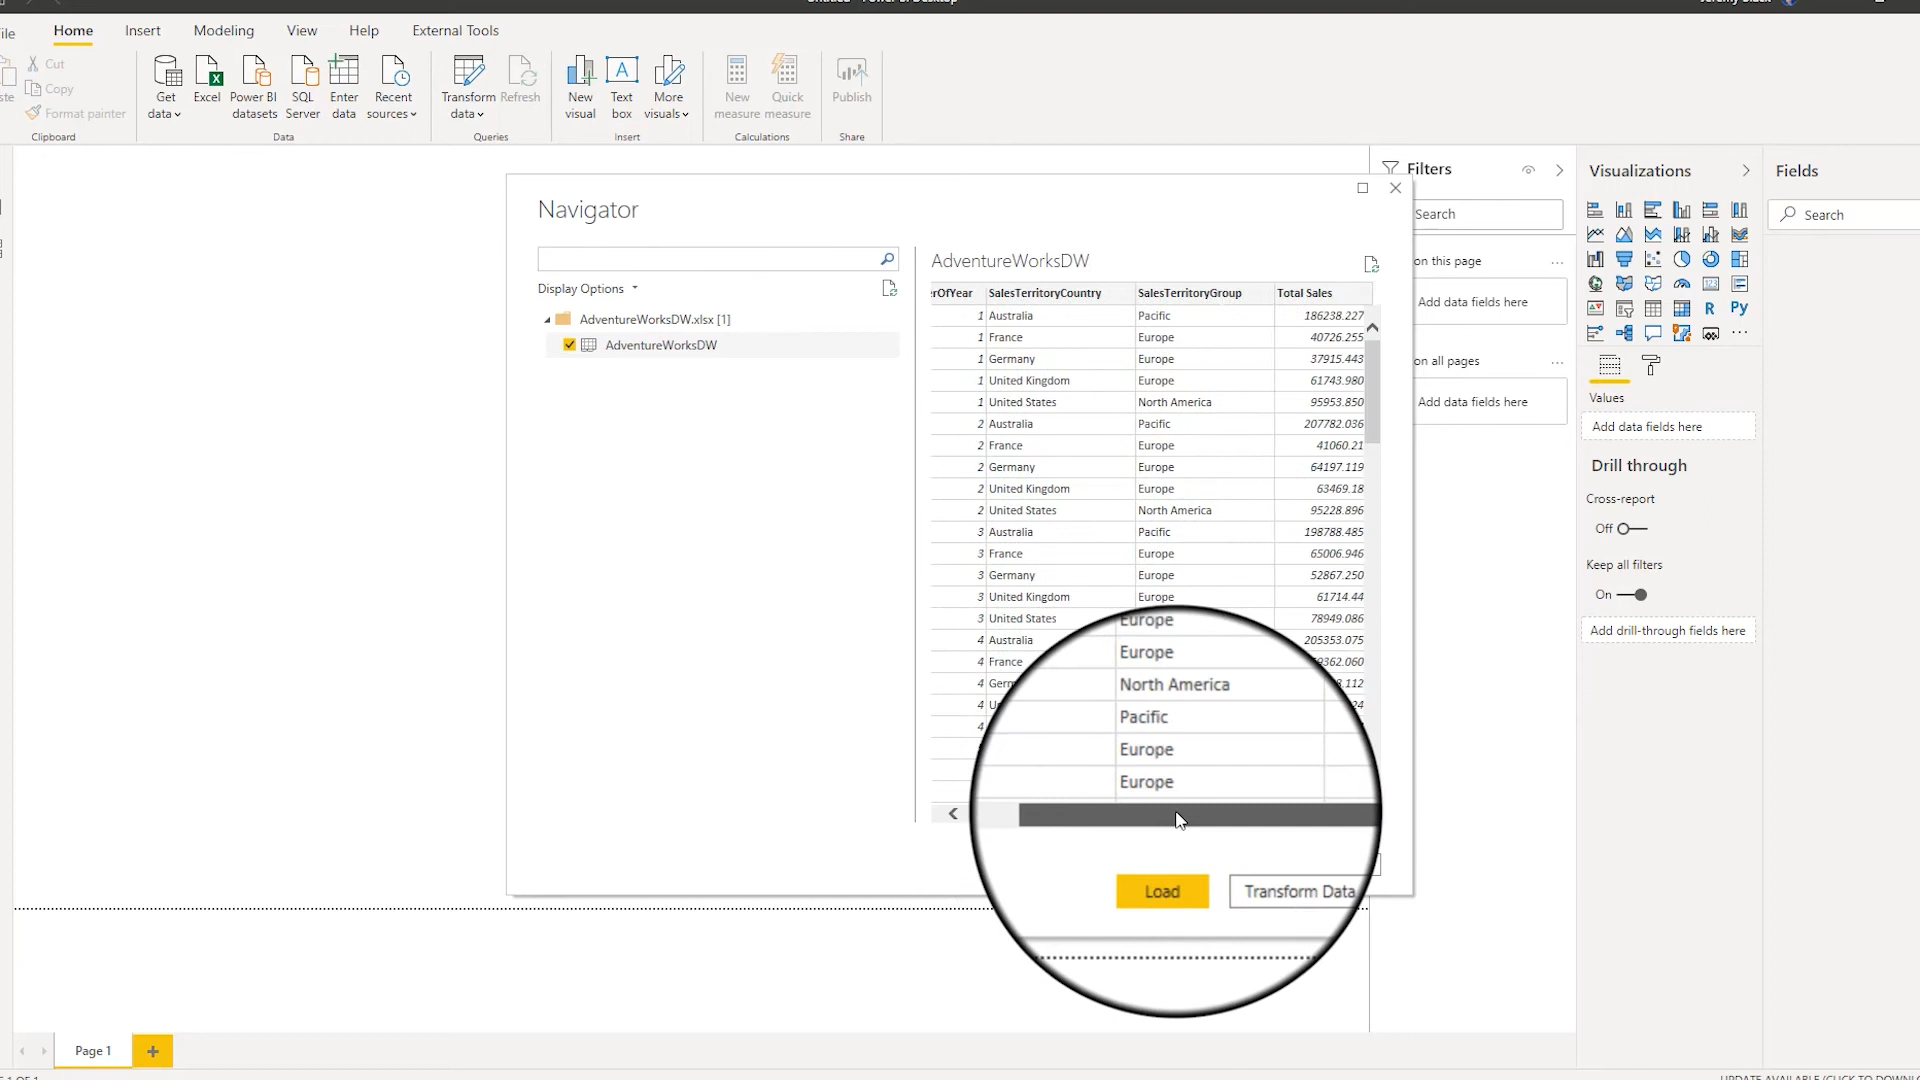 Home Insert Modeling View Help External Tools
Cut
Copy
Format painter
Clipboard
Get data
Excel
Power BI datasets
SQL Server
Enter data
Recent sources
Data
Transform data
Refresh
Queries
New visual
Text box
More visuals
Insert
New measure
Quick measure
Calculations
Publish
Share
Navigator
Display Options
AdventureWorksDW.xlsx [1]
AdventureWorksDW
AdventureWorksDW
erOfYear SalesTerritoryCountry SalesTerritoryGroup Total Sales
1 Australia Pacific 186238.227
1 France Europe 40726.255
1 Germany Europe 37915.443
1 United Kingdom Europe 61743.980
1 United States North America 95953.850
2 Australia Pacific 207782.036
2 France Europe 41060.21
2 Germany Europe 64197.119
2 United Kingdom Europe 63469.18
2 United States North America 95228.896
3 Australia Pacific 198788.485
3 France Europe 65006.946
3 Germany Europe 52867.250
3 United Kingdom Europe 61714.44
3 United States Europe 78949.086
4 Australia 205353.075
4 France Europe 9362.060
4 Ger North America .112
4 U Pacific 24
4
Europe
Europe
Load Transform Data
Filters
Search
on this page ...
Add data fields here
on all pages ...
Add data fields here
Visualizations
R
Py
Values
Add data fields here
Drill through
Cross-report
Off
Keep all filters
On
Add drill-through fields here
Fields
Search
Page 1
+